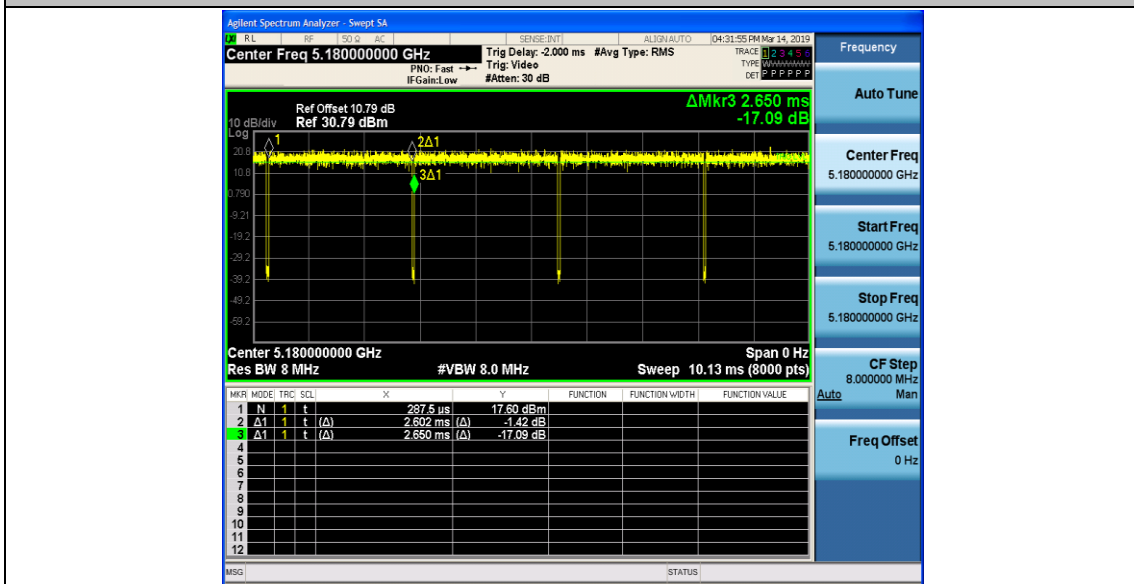 Agilent Spectrum Analyzer - Swept SA
RL RF 50 Ω AC SENSE:INT ALIGN AUTO 04:31:55 PM Mar 14, 2019
Center Freq 5.180000000 GHz
Trig Delay: -2.000 ms #Avg Type: RMS
TRACE 1 2 3 4 5 6
PNO: Fast
Trig: Video
TYPE
IFGain:Low
#Atten: 30 dB
DET P P P P P P
ΔMkr3 2.650 ms
-17.09 dB
Ref Offset 10.79 dB
10 dB/div Ref 30.79 dBm
Log
1
2Δ1
3Δ1
20.8
10.8
0.790
-9.21
-19.2
-29.2
-39.2
-49.2
-59.2
Center 5.180000000 GHz Span 0 Hz
Res BW 8 MHz #VBW 8.0 MHz Sweep 10.13 ms (8000 pts)
MKR MODE TRC SCL X Y FUNCTION FUNCTION WIDTH FUNCTION VALUE
1 N 1 t 287.5 µs 17.60 dBm
2 Δ1 1 t (Δ) 2.602 ms (Δ) -1.42 dB
3 Δ1 1 t (Δ) 2.650 ms (Δ) -17.09 dB
4
5
6
7
8
9
10
11
12
MSG STATUS
Frequency
Auto Tune
Center Freq
5.180000000 GHz
Start Freq
5.180000000 GHz
Stop Freq
5.180000000 GHz
CF Step
8.000000 MHz
Auto Man
Freq Offset
0 Hz